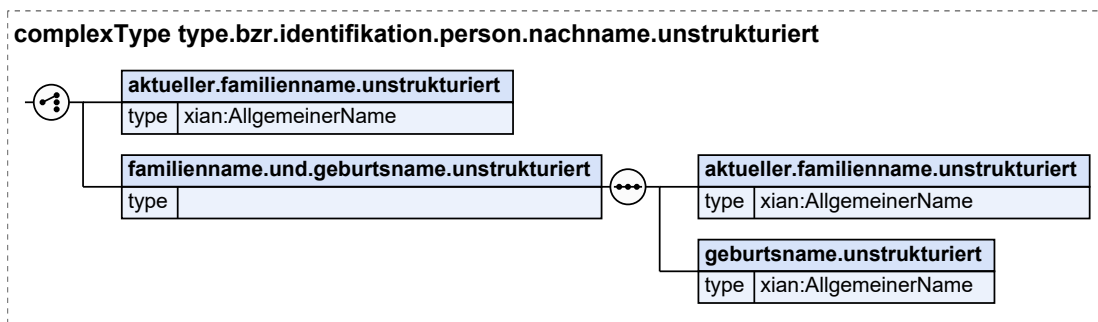 complexType type.bzr.identifikation.person.nachname.unstrukturiert
aktueller.familienname.unstrukturiert
type xian:AllgemeinerName
familienname.und.geburtsname.unstrukturiert
type
aktueller.familienname.unstrukturiert
type xian:AllgemeinerName
geburtsname.unstrukturiert
type xian:AllgemeinerName